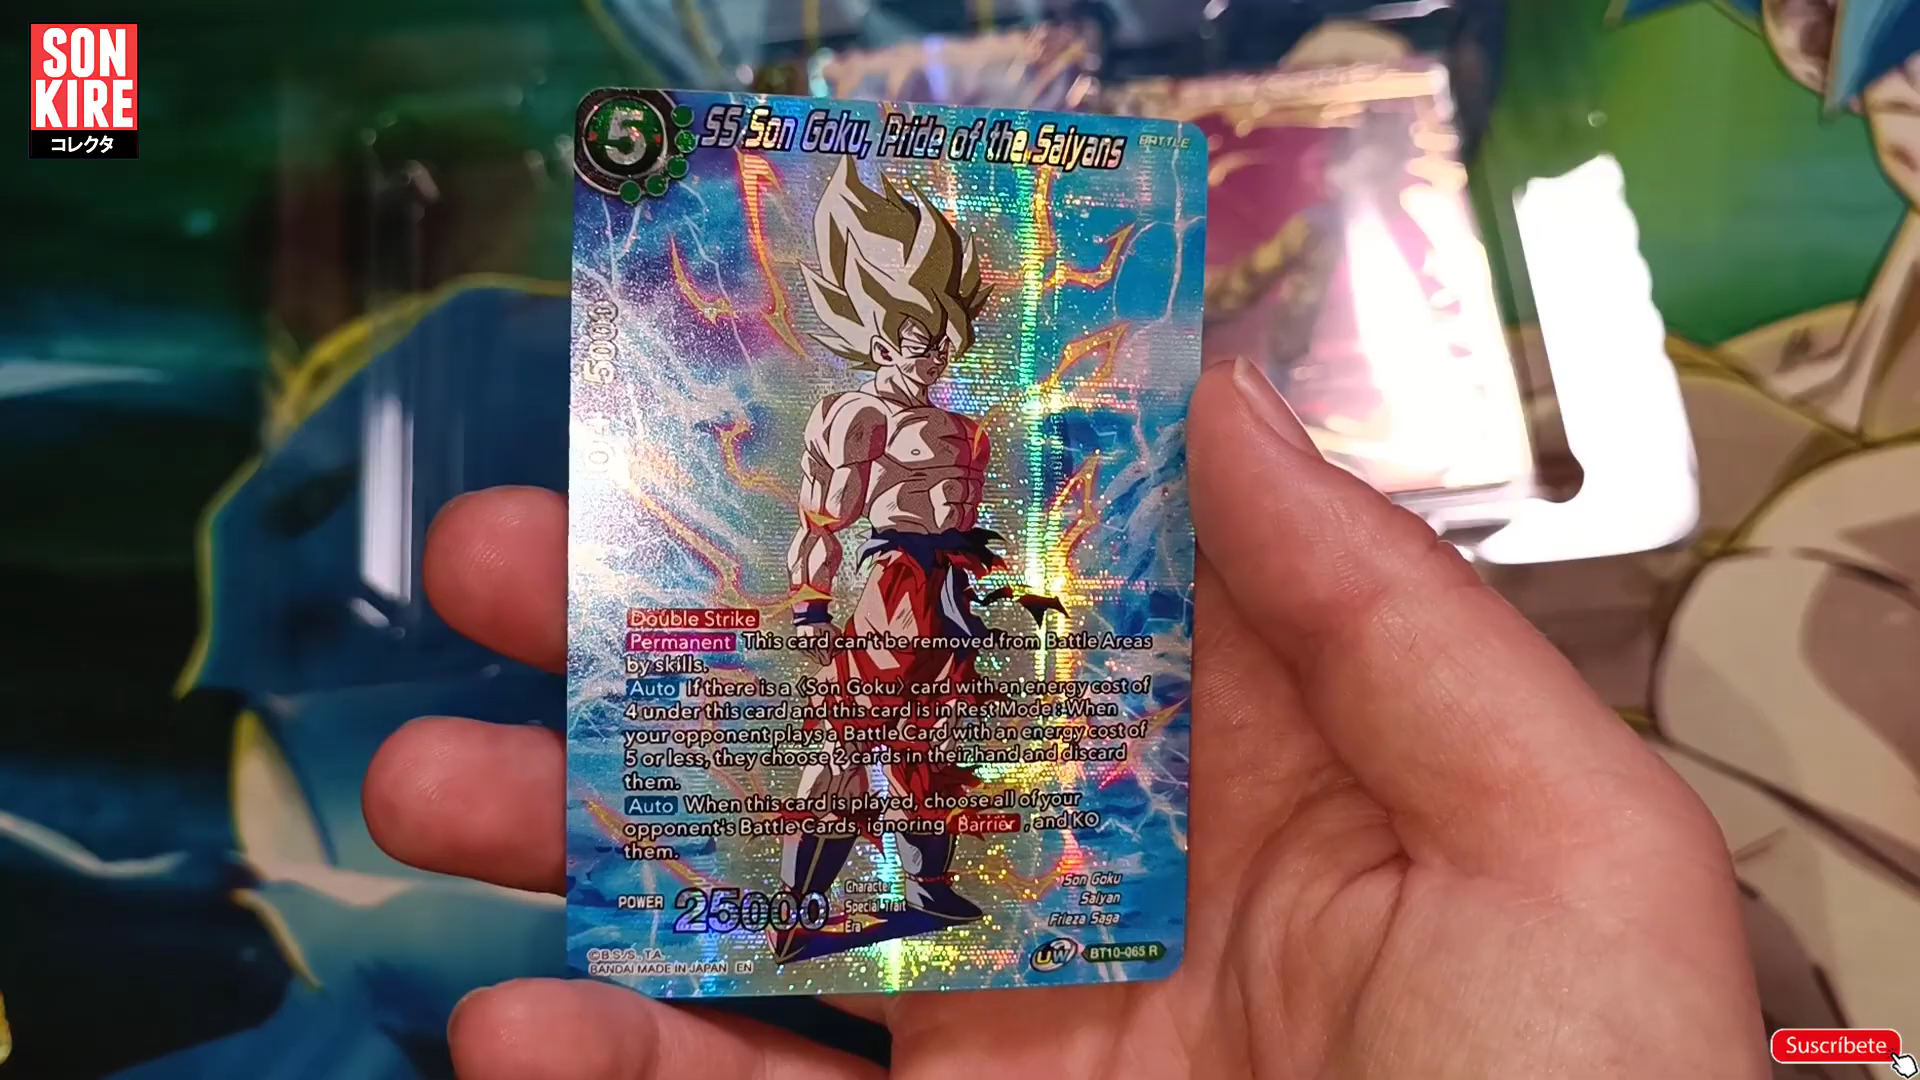 SON
KIRE
コレクタ
5
SS Son Goku, Pride of the Saiyans
BATTLE
5000
Double Strike
Permanent This card can't be removed from Battle Areas
by skills.
Auto If there is a 《Son Goku》 card with an energy cost of
4 under this card and this card is in Rest Mode : When
your opponent plays a Battle Card with an energy cost of
5 or less, they choose 2 cards in their hand and discard
them.
Auto When this card is played, choose all of your
opponent's Battle Cards, ignoring Barrier, and KO
them.
POWER 25000
Character Son Goku
Special Trait Saiyan
Era Frieza Saga
©B.S./S., T.A.
BANDAI MADE IN JAPAN EN
UW BT10-065 R
Suscríbete